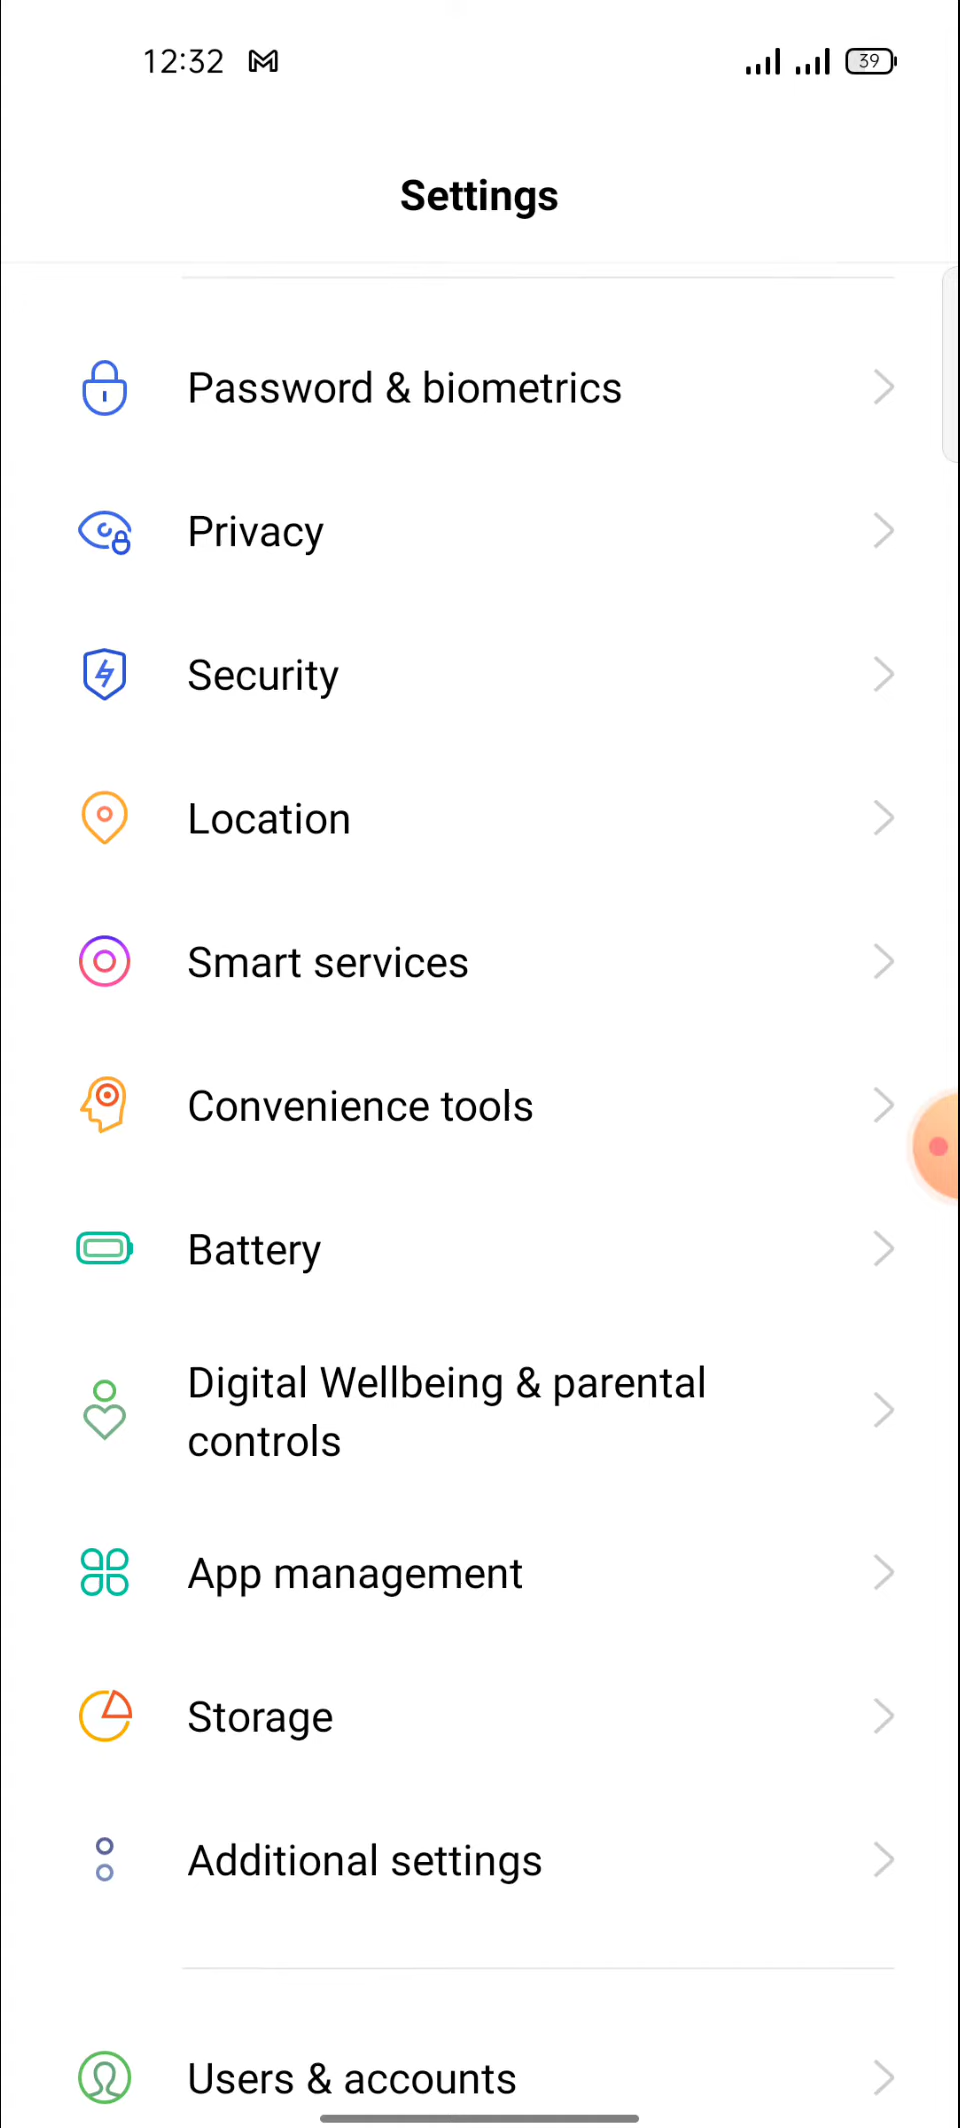 12:32
39
Settings
Password & biometrics
Privacy
Security
Location
Smart services
Convenience tools
Battery
Digital Wellbeing & parental
controls
App management
Storage
Additional settings
Users & accounts